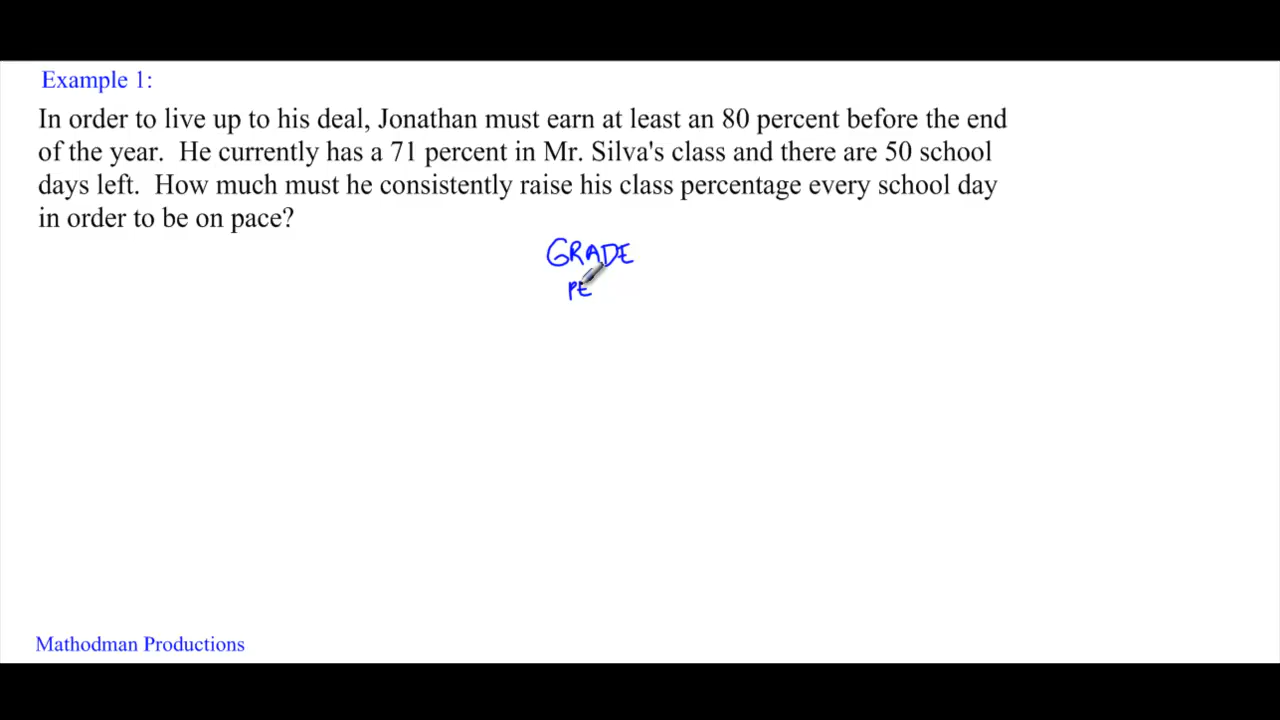 Example 1:
In order to live up to his deal, Jonathan must earn at least an 80 percent before the end
of the year.  He currently has a 71 percent in Mr. Silva's class and there are 50 school
days left.  How much must he consistently raise his class percentage every school day
in order to be on pace?
GRADE
PE
Mathodman Productions